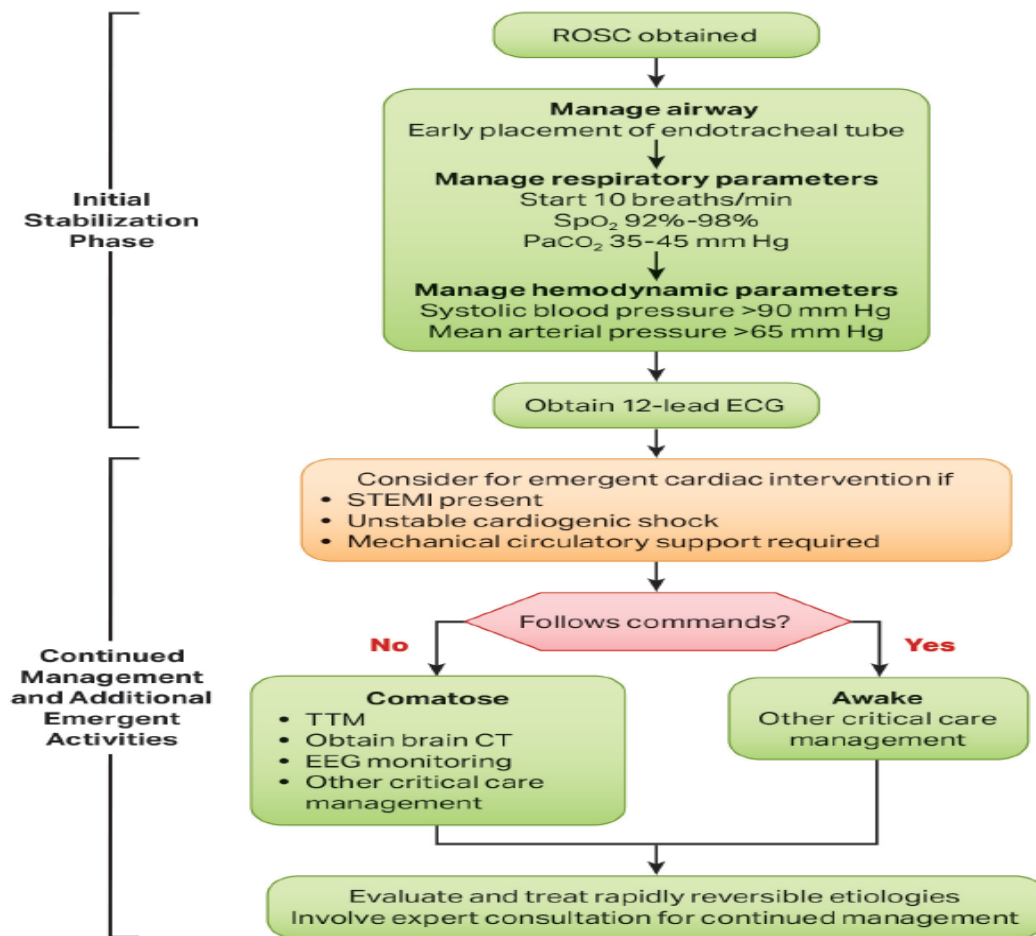 ROSC obtained
Manage airway
Early placement of endotracheal tube
Manage respiratory parameters
Start 10 breaths/min
SpO₂ 92%-98%
PaCO₂ 35-45 mm Hg
Manage hemodynamic parameters
Systolic blood pressure >90 mm Hg
Mean arterial pressure >65 mm Hg
Obtain 12-lead ECG
Initial
Stabilization
Phase
Consider for emergent cardiac intervention if
• STEMI present
• Unstable cardiogenic shock
• Mechanical circulatory support required
Follows commands?
No
Yes
Comatose
• TTM
• Obtain brain CT
• EEG monitoring
• Other critical care
management
Awake
Other critical care
management
Continued
Management
and Additional
Emergent
Activities
Evaluate and treat rapidly reversible etiologies
Involve expert consultation for continued management